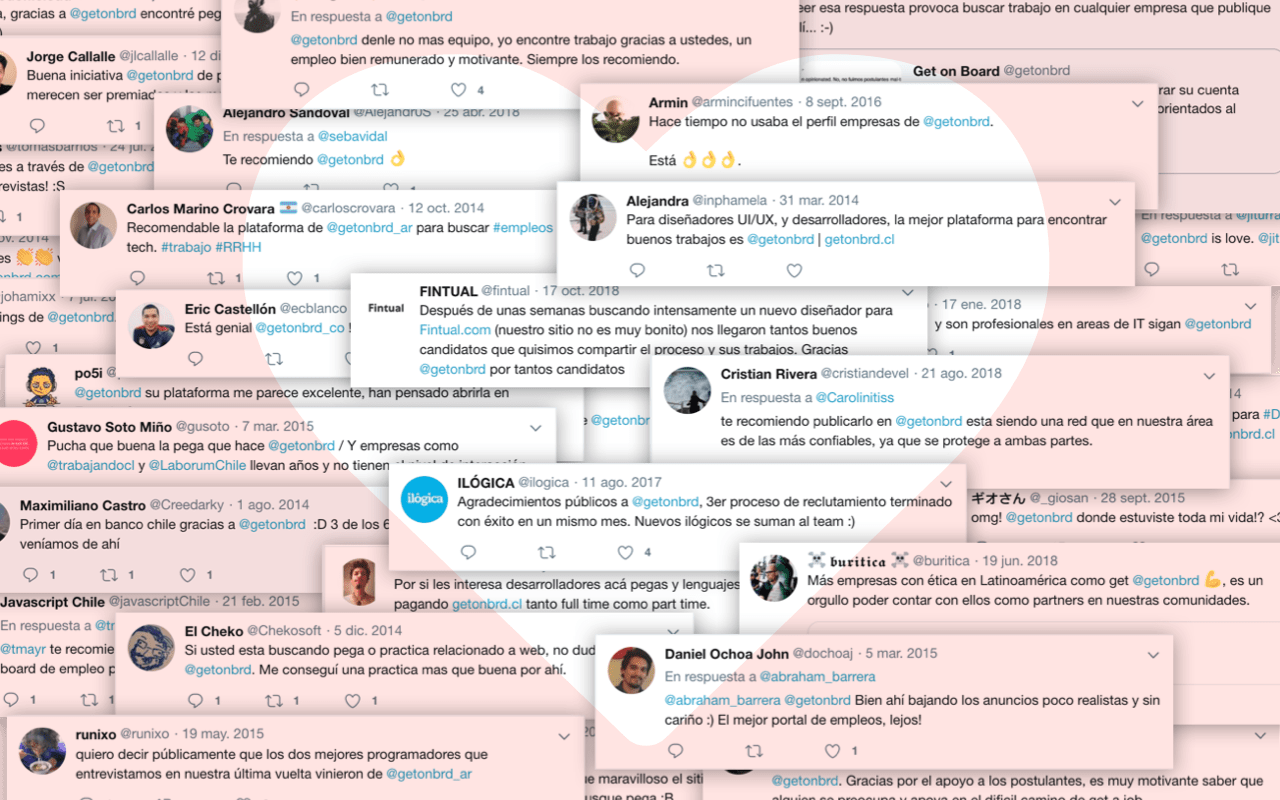 , gracias a @getonbrd encontré peg
En respuesta a @getonbrd
@getonbrd denle no mas equipo, yo encontre trabajo gracias a ustedes, un
empleo bien remunerado y motivante. Siempre los recomiendo.
4
eer esa respuesta provoca buscar trabajo en cualquier empresa que publique
:-)
Get on Board @getonbrd
rar su cuenta
orientados al
Jorge Callalle @jlcallalle · 12 di
Buena iniciativa @getonbrd de p
merecen ser premiados
1
Alejandro Sandoval @AlejandrUS · 25 abr. 2018
En respuesta a @sebavidal
Te recomiendo @getonbrd 👌
Armin @armincifuentes · 8 sept. 2016
Hace tiempo no usaba el perfil empresas de @getonbrd.
Está 👌👌👌.
@tomasbarrios · 24 jul.
es a través de @getonbrd
revistas! :S
1
Carlos Marino Crovara 🇦🇷 @carloscrovara · 12 oct. 2014
Recomendable la plataforma de @getonbrd_ar para buscar #empleos
tech. #trabajo #RRHH
1 1
Alejandra @inphamela · 31 mar. 2014
Para diseñadores UI/UX, y desarrolladores, la mejor plataforma para encontrar
buenos trabajos es @getonbrd | getonbrd.cl
En respuesta a @jiturra
@getonbrd is love. @jit
ov. 2014
es 👏👏
johamixx · 7 jul. 20
ings de @getonbrd
1
Eric Castellón @ecblanco
Está genial @getonbrd_co !
Fintual
FINTUAL @fintual · 17 oct. 2018
Después de unas semanas buscando intensamente un nuevo diseñador para
Fintual.com (nuestro sitio no es muy bonito) nos llegaron tantos buenos
candidatos que quisimos compartir el proceso y sus trabajos. Gracias
@getonbrd por tantos candidatos
· 17 ene. 2018
y son profesionales en areas de IT sigan @getonbrd
1
po5i @
@getonbrd su plataforma me parece excelente, han pensado abrirla en
Cristian Rivera @cristiandevel · 21 ago. 2018
En respuesta a @Carolinitiss
te recomiendo publicarlo en @getonbrd esta siendo una red que en nuestra área
es de las más confiables, ya que se protege a ambas partes.
14
para #D
nbrd.cl
e @getonbr
Gustavo Soto Miño @gusoto · 7 mar. 2015
Pucha que buena la pega que hace @getonbrd / Y empresas como
@trabajandocl y @LaborumChile llevan años y no tienen el nivel de interacción
ilógica
ILÓGICA @ilogica · 11 ago. 2017
Agradecimientos públicos a @getonbrd, 3er proceso de reclutamiento terminado
con éxito en un mismo mes. Nuevos ilógicos se suman al team :)
4
Maximiliano Castro @Creedarky · 1 ago. 2014
Primer día en banco chile gracias a @getonbrd :D 3 de los 6
veníamos de ahí
1 1 1
ギオさん @_giosan · 28 sept. 2015
omg! @getonbrd donde estuviste toda mi vida!? <3
Por si les interesa desarrolladores acá pegas y lenguajes
pagando getonbrd.cl tanto full time como part time.
☠️ 𝖇𝖚𝖗𝖎𝖙𝖎𝖈𝖆 ☠️ @buritica · 19 jun. 2018
Más empresas con ética en Latinoamérica como get @getonbrd 💪, es un
orgullo poder contar con ellos como partners en nuestras comunidades.
Javascript Chile @javascriptChile · 21 feb. 2015
En respuesta a @tr
@tmayr te recomie
board de empleo p
1 1
El Cheko @Chekosoft · 5 dic. 2014
Si usted esta buscando pega o practica relacionado a web, no dud
@getonbrd. Me conseguí una practica mas que buena por ahí.
1 1 1
Daniel Ochoa John @dochoaj · 5 mar. 2015
En respuesta a @abraham_barrera
@abraham_barrera @getonbrd Bien ahí bajando los anuncios poco realistas y sin
cariño :) El mejor portal de empleos, lejos!
1
runixo @runixo · 19 may. 2015
quiero decir públicamente que los dos mejores programadores que
entrevistamos en nuestra última vuelta vinieron de @getonbrd_ar
ue maravilloso el siti
usque pega :B
@getonbrd. Gracias por el apoyo a los postulantes, es muy motivante saber que
alguien se preocupa y apoya en el difícil camino de get a job